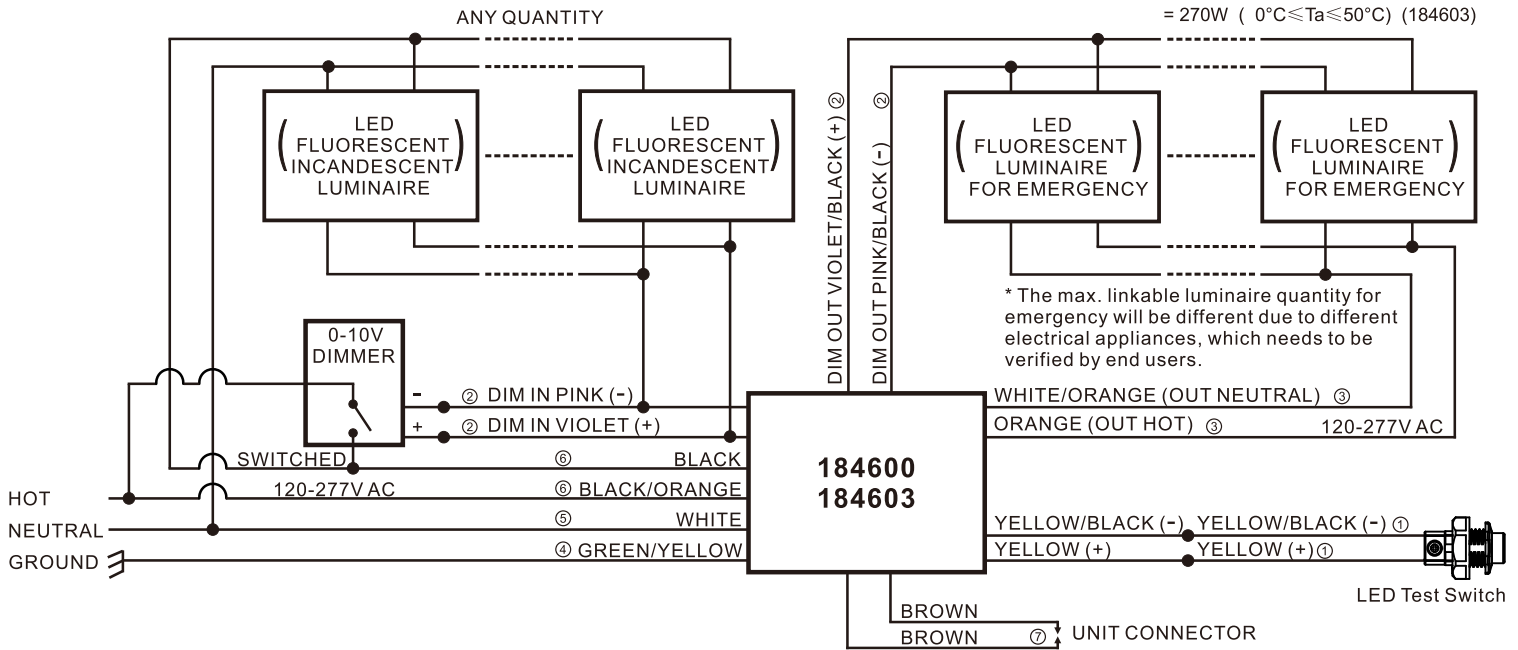 ANY QUANTITY
= 270W ( 0°C≤Ta≤50°C) (184603)
( LED
FLUORESCENT
INCANDESCENT )
LUMINAIRE
( LED
FLUORESCENT
INCANDESCENT )
LUMINAIRE
DIM OUT VIOLET/BLACK (+) ②
DIM OUT PINK/BLACK (-) ②
( LED
FLUORESCENT )
LUMINAIRE
FOR EMERGENCY
( LED
FLUORESCENT )
LUMINAIRE
FOR EMERGENCY
* The max. linkable luminaire quantity for
emergency will be different due to different
electrical appliances, which needs to be
verified by end users.
0-10V
DIMMER
- ② DIM IN PINK (-)
+ ② DIM IN VIOLET (+)
SWITCHED ⑥ BLACK
HOT 120-277V AC ⑥ BLACK/ORANGE
NEUTRAL ⑤ WHITE
GROUND ④ GREEN/YELLOW
184600
184603
WHITE/ORANGE (OUT NEUTRAL) ③
ORANGE (OUT HOT) ③ 120-277V AC
YELLOW/BLACK (-) YELLOW/BLACK (-) ①
YELLOW (+) YELLOW (+) ①
LED Test Switch
BROWN
BROWN ⑦ UNIT CONNECTOR